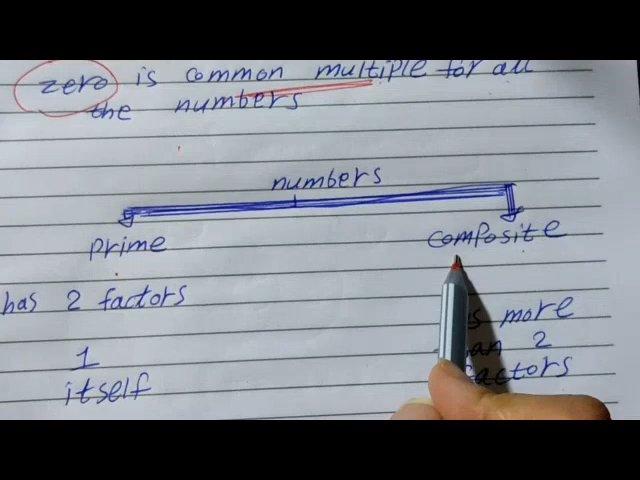 zero is common multiple for all
the numbers
numbers
prime
composite
has 2 factors
more
1
2
itself
factors